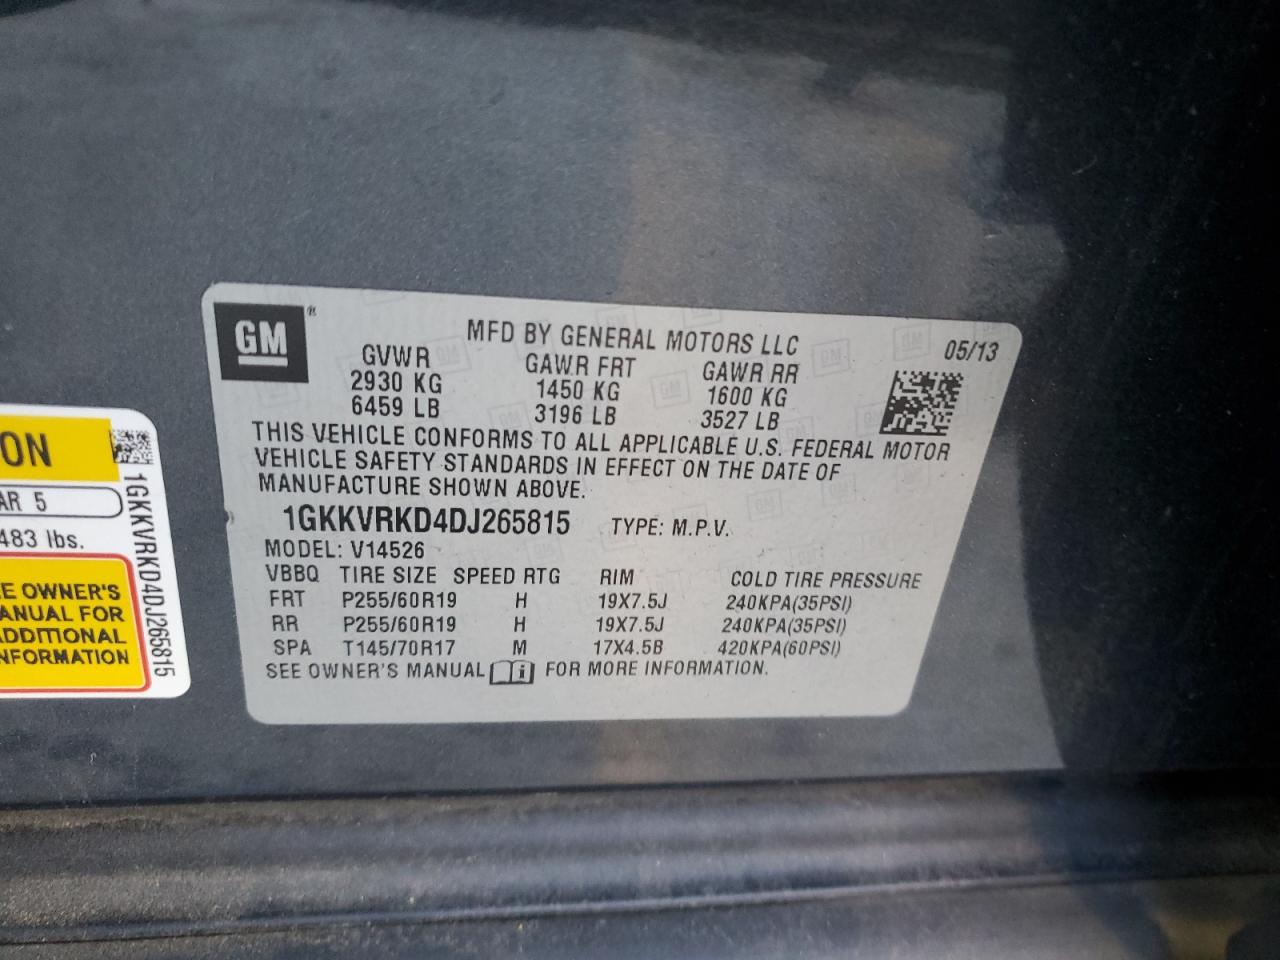 GM®
MFD BY GENERAL MOTORS LLC
05/13
GVWR GAWR FRT GAWR RR
2930 KG 1450 KG 1600 KG
6459 LB 3196 LB 3527 LB
THIS VEHICLE CONFORMS TO ALL APPLICABLE U.S. FEDERAL MOTOR
VEHICLE SAFETY STANDARDS IN EFFECT ON THE DATE OF
MANUFACTURE SHOWN ABOVE.
1GKKVRKD4DJ265815 TYPE: M.P.V.
MODEL: V14526
VBBQ TIRE SIZE SPEED RTG RIM COLD TIRE PRESSURE
FRT P255/60R19 H 19X7.5J 240KPA(35PSI)
RR P255/60R19 H 19X7.5J 240KPA(35PSI)
SPA T145/70R17 M 17X4.5B 420KPA(60PSI)
SEE OWNER'S MANUAL i FOR MORE INFORMATION.
ON
AR 5
483 lbs.
EE OWNER'S
ANUAL FOR
ADDITIONAL
NFORMATION
1GKKVRKD4DJ265815